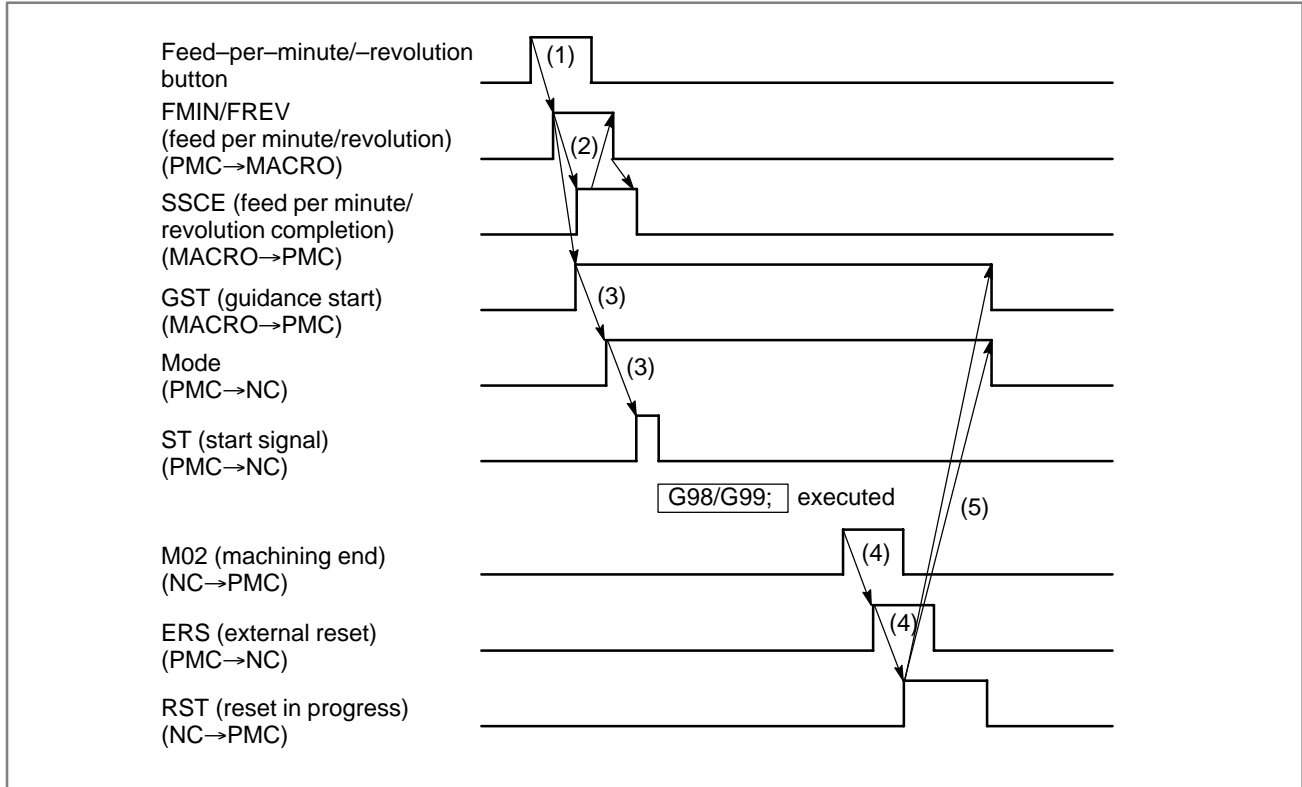 Feed–per–minute/–revolution
button
(1)
FMIN/FREV
(feed per minute/revolution)
(PMC→MACRO)
(2)
SSCE (feed per minute/
revolution completion)
(MACRO→PMC)
GST (guidance start)
(MACRO→PMC)
(3)
Mode
(PMC→NC)
(3)
ST (start signal)
(PMC→NC)
G98/G99; executed
(5)
M02 (machining end)
(NC→PMC)
(4)
ERS (external reset)
(PMC→NC)
(4)
RST (reset in progress)
(NC→PMC)